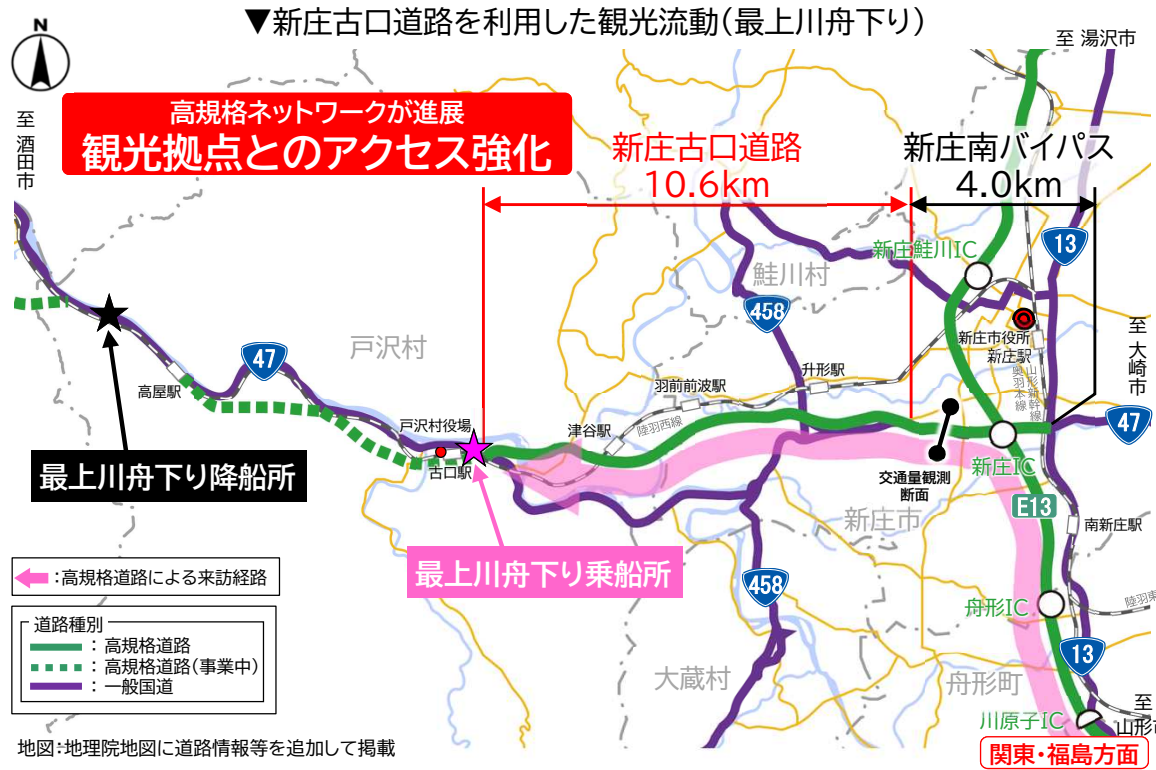 ▼新庄古口道路を利用した観光流動(最上川舟下り)
N
至 湯沢市
至 酒田市
高規格ネットワークが進展
観光拠点とのアクセス強化
新庄古口道路
10.6km
新庄南バイパス
4.0km
13
新庄鮭川IC
鮭川村
458
新庄市役所
新庄駅
至 大崎市
山形新幹線
奥羽本線
戸沢村
47
高屋駅
升形駅
羽前前波駅
陸羽西線
津谷駅
戸沢村役場
古口駅
47
新庄IC
交通量観測
断面
最上川舟下り降船所
E13
新庄市
南新庄駅
最上川舟下り乗船所
:高規格道路による来訪経路
458
舟形IC
陸羽東
道路種別
:高規格道路
:高規格道路(事業中)
:一般国道
13
大蔵村
舟形町
川原子IC
至
山形市
地図:地理院地図に道路情報等を追加して掲載
関東・福島方面